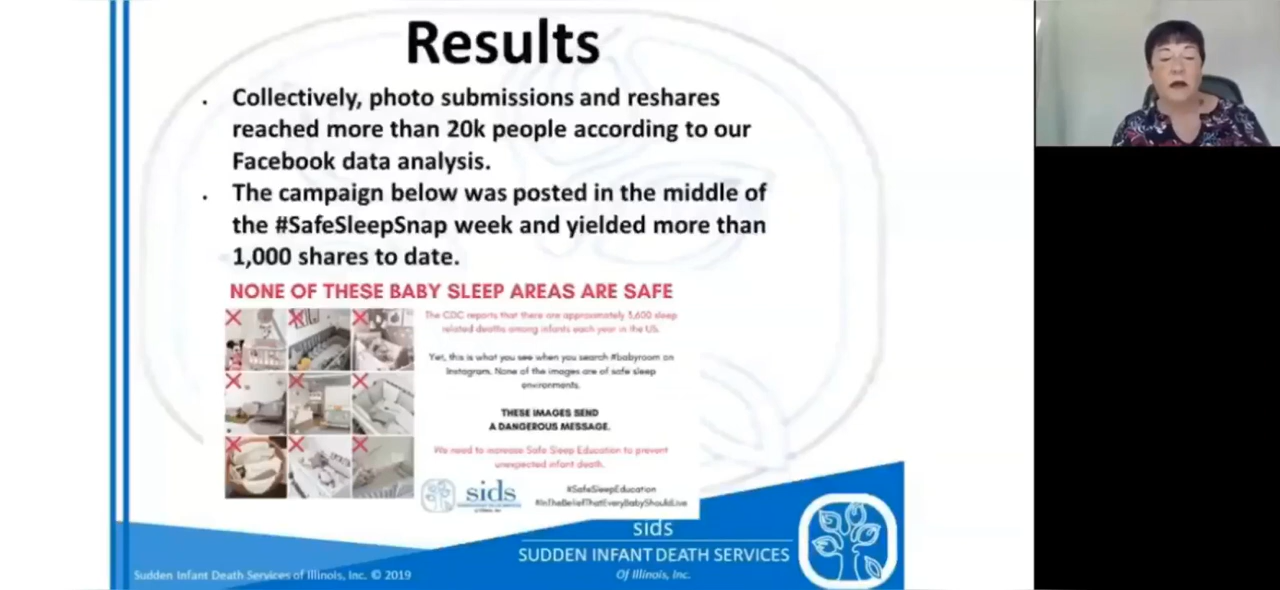 Results
• Collectively, photo submissions and reshares
reached more than 20k people according to our
Facebook data analysis.
• The campaign below was posted in the middle of
the #SafeSleepSnap week and yielded more than
1,000 shares to date.
NONE OF THESE BABY SLEEP AREAS ARE SAFE
The CDC reports that there are approximately 3,600 sleep
related deaths among infants each year in the US.
Yet, this is what you see when you search #babyroom on
Instagram. None of the images are of safe sleep
environments.
THESE IMAGES SEND
A DANGEROUS MESSAGE.
We need to increase Safe Sleep Education to prevent
unexpected infant death.
sids
#SafeSleepEducation
#InTheBeliefThatEveryBabyShouldLive
sids
SUDDEN INFANT DEATH SERVICES
Of Illinois, Inc.
Sudden Infant Death Services of Illinois, Inc. © 2019